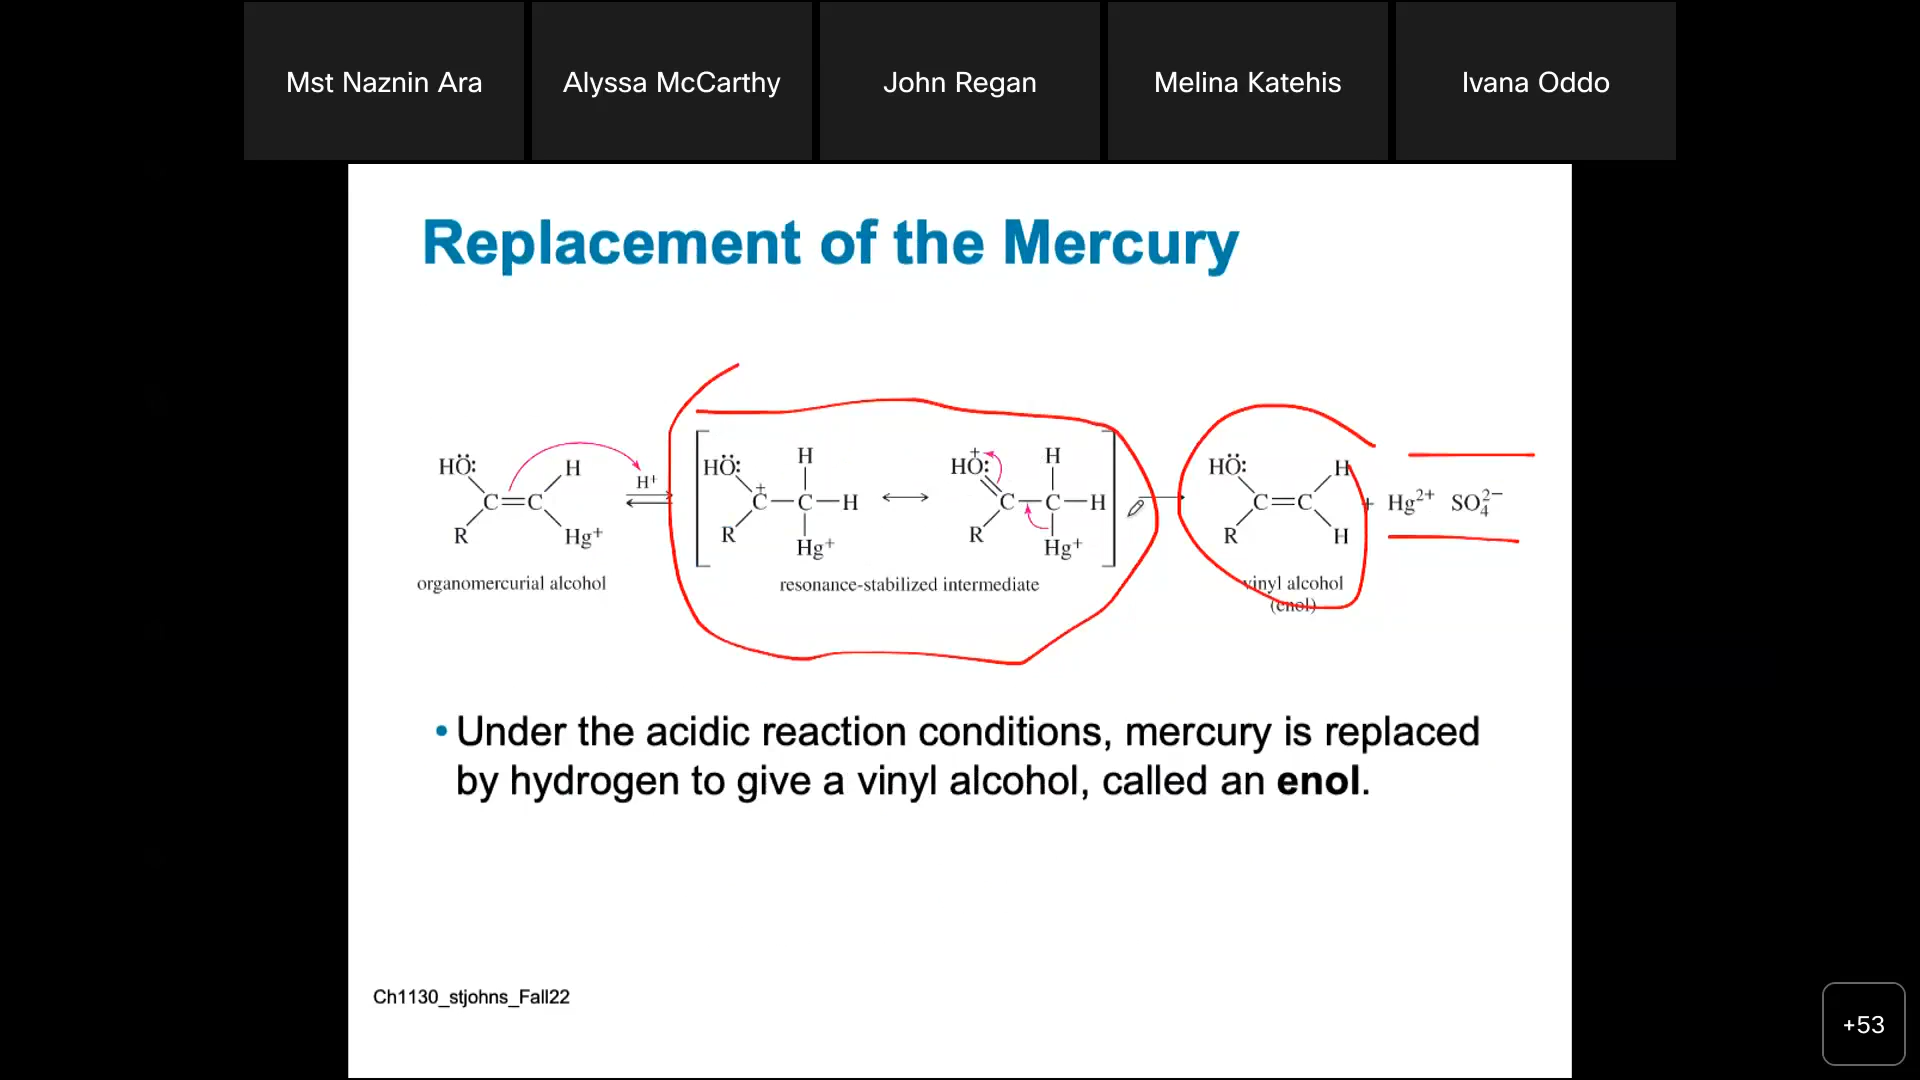 Mst Naznin Ara
Alyssa McCarthy
John Regan
Melina Katehis
Ivana Oddo
Replacement of the Mercury
HÖ: H R C=C Hg⁺
H⁺
HÖ: H R C⁺—C—H Hg⁺
HÖ⁺: H R C—C—H Hg⁺
HÖ: H R C=C H
+ Hg²⁺ SO₄²⁻
organomercurial alcohol
resonance-stabilized intermediate
vinyl alcohol
(enol)
• Under the acidic reaction conditions, mercury is replaced
by hydrogen to give a vinyl alcohol, called an enol.
Ch1130_stjohns_Fall22
+53